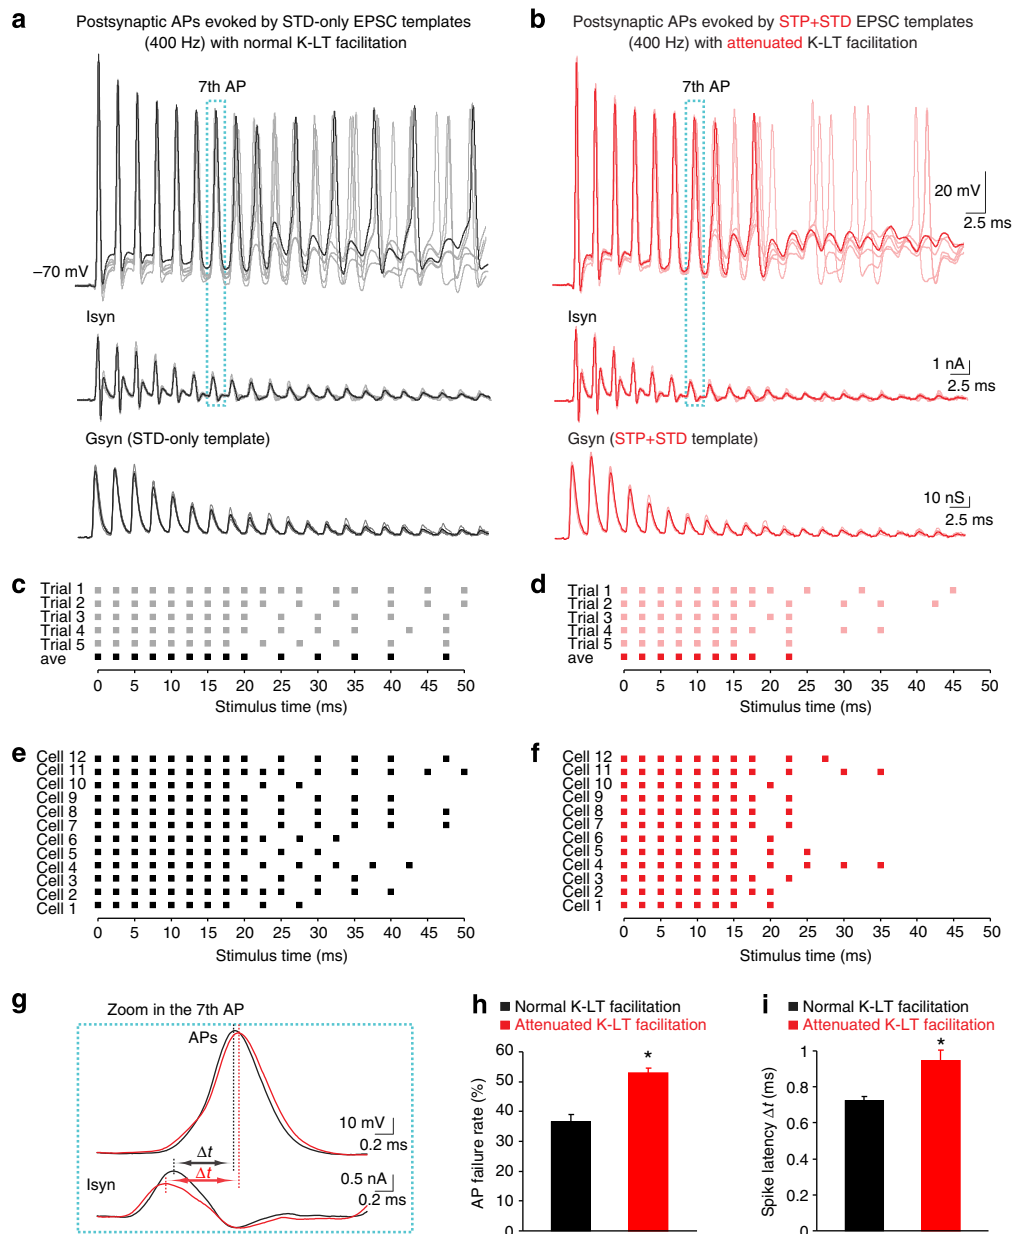 a
Postsynaptic APs evoked by STD-only EPSC templates
(400 Hz) with normal K-LT facilitation
7th AP
–70 mV
Isyn
Gsyn (STD-only template)
b
Postsynaptic APs evoked by STP+STD EPSC templates
(400 Hz) with attenuated K-LT facilitation
7th AP
20 mV
2.5 ms
Isyn
1 nA
2.5 ms
Gsyn (STP+STD template)
10 nS
2.5 ms
c
Trial 1
Trial 2
Trial 3
Trial 4
Trial 5
ave
0 5 10 15 20 25 30 35 40 45 50
Stimulus time (ms)
d
Trial 1
Trial 2
Trial 3
Trial 4
Trial 5
ave
0 5 10 15 20 25 30 35 40 45 50
Stimulus time (ms)
e
Cell 12
Cell 11
Cell 10
Cell 9
Cell 8
Cell 7
Cell 6
Cell 5
Cell 4
Cell 3
Cell 2
Cell 1
0 5 10 15 20 25 30 35 40 45 50
Stimulus time (ms)
f
Cell 12
Cell 11
Cell 10
Cell 9
Cell 8
Cell 7
Cell 6
Cell 5
Cell 4
Cell 3
Cell 2
Cell 1
0 5 10 15 20 25 30 35 40 45 50
Stimulus time (ms)
g
Zoom in the 7th AP
APs
10 mV
0.2 ms
Δt
Δt
Isyn
0.5 nA
0.2 ms
h
Normal K-LT facilitation
Attenuated K-LT facilitation
AP failure rate (%)
60
50
40
30
20
10
0
*
i
Normal K-LT facilitation
Attenuated K-LT facilitation
Spike latency Δt (ms)
1
0.8
0.6
0.4
0.2
0
*